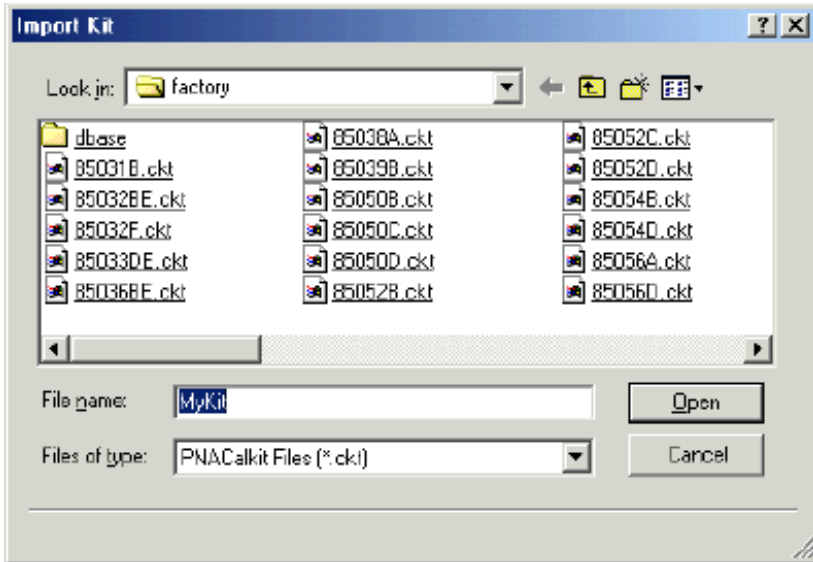 Import Kit
Look in: factory
dbase
85031B.ckt
85032BE.ckt
85032F.ckt
85033DE.ckt
85036BE.ckt
85038A.ckt
85039B.ckt
85050B.ckt
85050C.ckt
85050D.ckt
85052B.ckt
85052C.ckt
85052D.ckt
85054B.ckt
85054D.ckt
85056A.ckt
85056D.ckt
File name: MyKit Open
Files of type: PNACalkit Files (*.ckt) Cancel